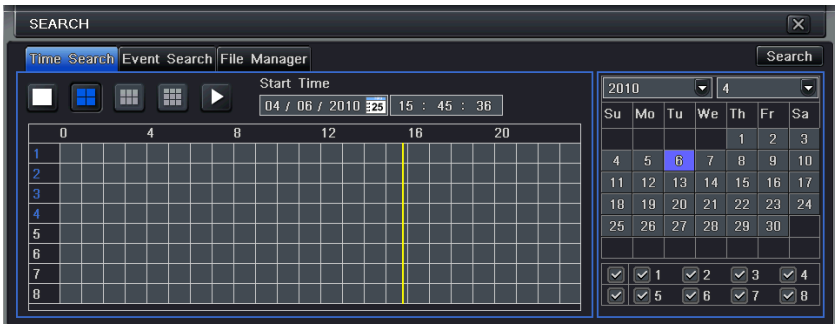 SEARCH
Time Search Event Search File Manager Search
Start Time
04 / 06 / 2010 25 15 : 45 : 36
0 4 8 12 16 20
1
2
3
4
5
6
7
8
2010 4
Su Mo Tu We Th Fr Sa
1 2 3
4 5 6 7 8 9 10
11 12 13 14 15 16 17
18 19 20 21 22 23 24
25 26 27 28 29 30
1 2 3 4
5 6 7 8